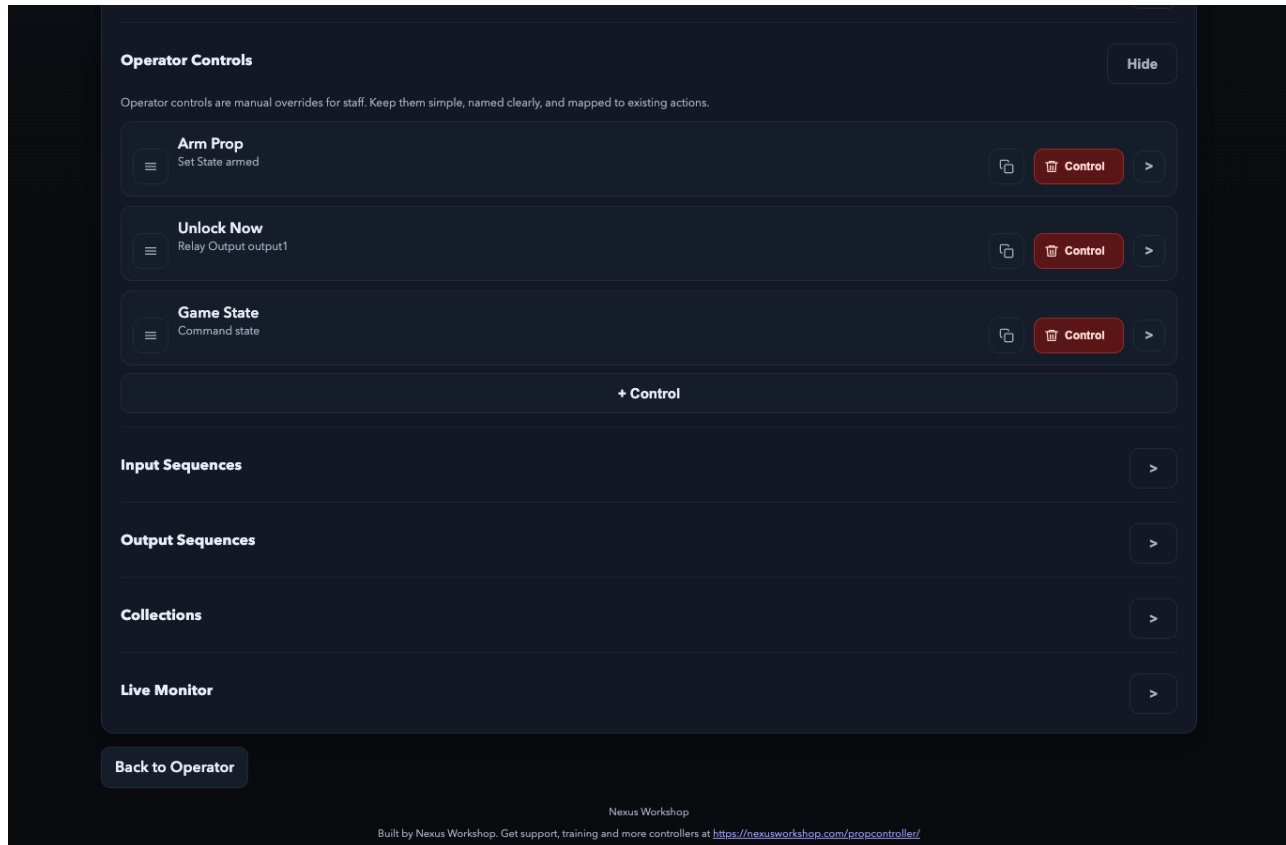 Operator Controls
Hide
Operator controls are manual overrides for staff. Keep them simple, named clearly, and mapped to existing actions.
Arm Prop
Set State armed
Control
>
Unlock Now
Relay Output output1
Control
>
Game State
Command state
Control
>
+ Control
Input Sequences
>
Output Sequences
>
Collections
>
Live Monitor
>
Back to Operator
Nexus Workshop
Built by Nexus Workshop. Get support, training and more controllers at https://nexusworkshop.com/propcontroller/